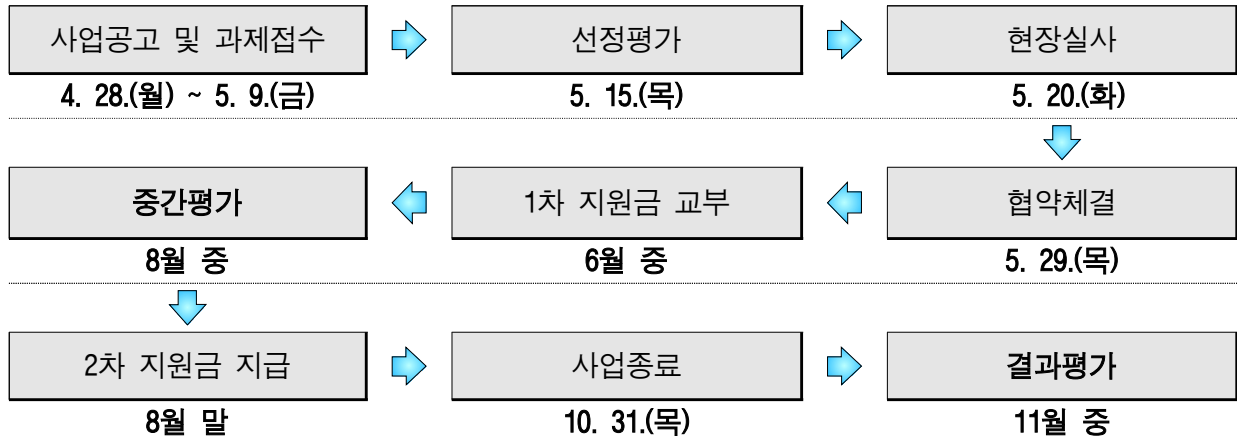 사업공고 및 과제접수 선정평가 현장실사
4. 28.(월) ~ 5. 9.(금) 5. 15.(목) 5. 20.(화)
중간평가 1차 지원금 교부 협약체결
8월 중 6월 중 5. 29.(목)
2차 지원금 지급 사업종료 결과평가
8월 말 10. 31.(목) 11월 중